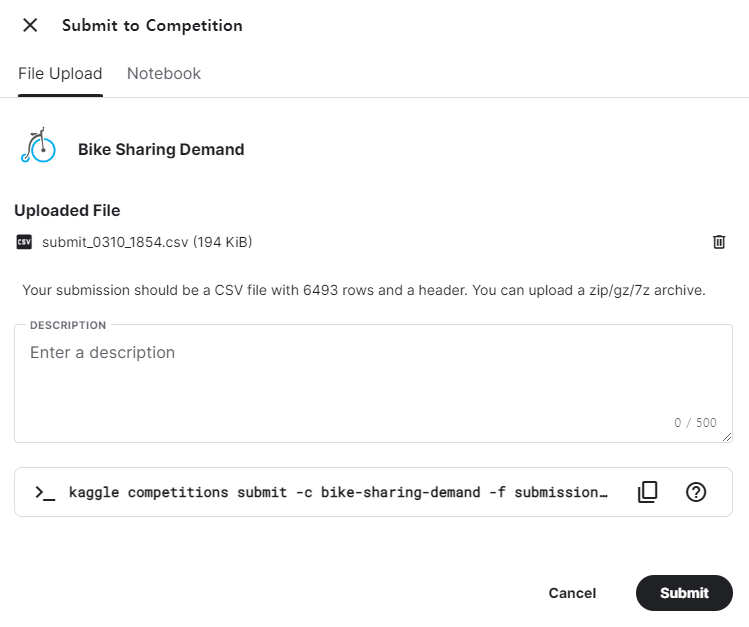 Submit to Competition
File Upload Notebook
Bike Sharing Demand
Uploaded File
CSV submit_0310_1854.csv (194 KiB)
Your submission should be a CSV file with 6493 rows and a header. You can upload a zip/gz/7z archive.
DESCRIPTION
Enter a description
0 / 500
>_ kaggle competitions submit -c bike-sharing-demand -f submission…
Cancel Submit